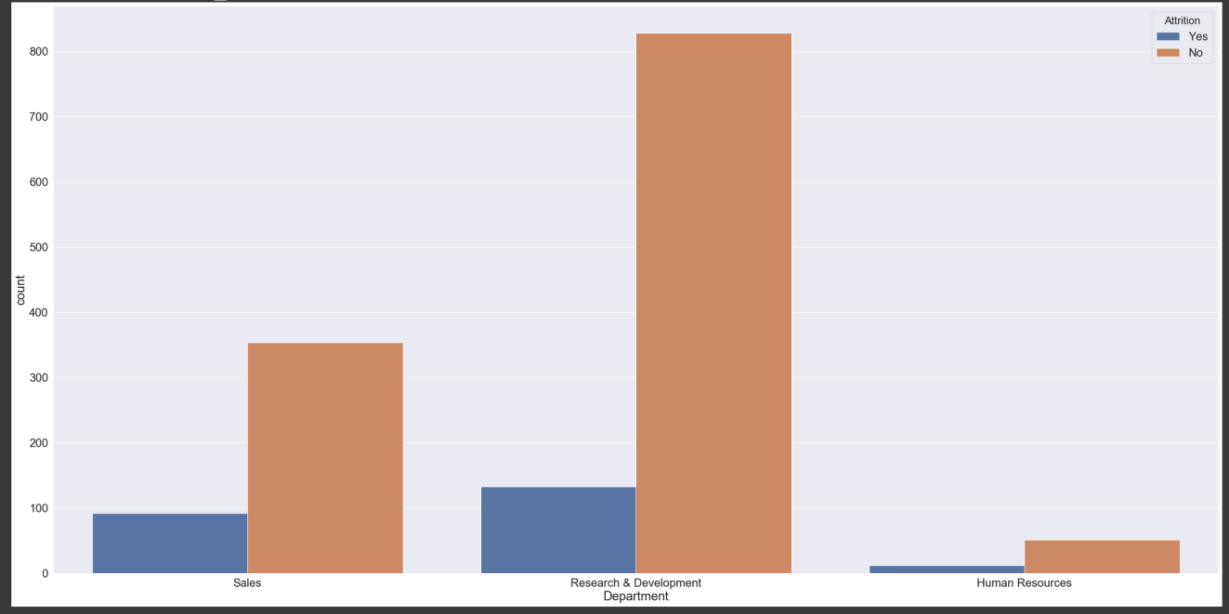 Attrition
Yes
No
800
700
600
500
400
300
200
100
0
count
Sales
Research & Development
Human Resources
Department